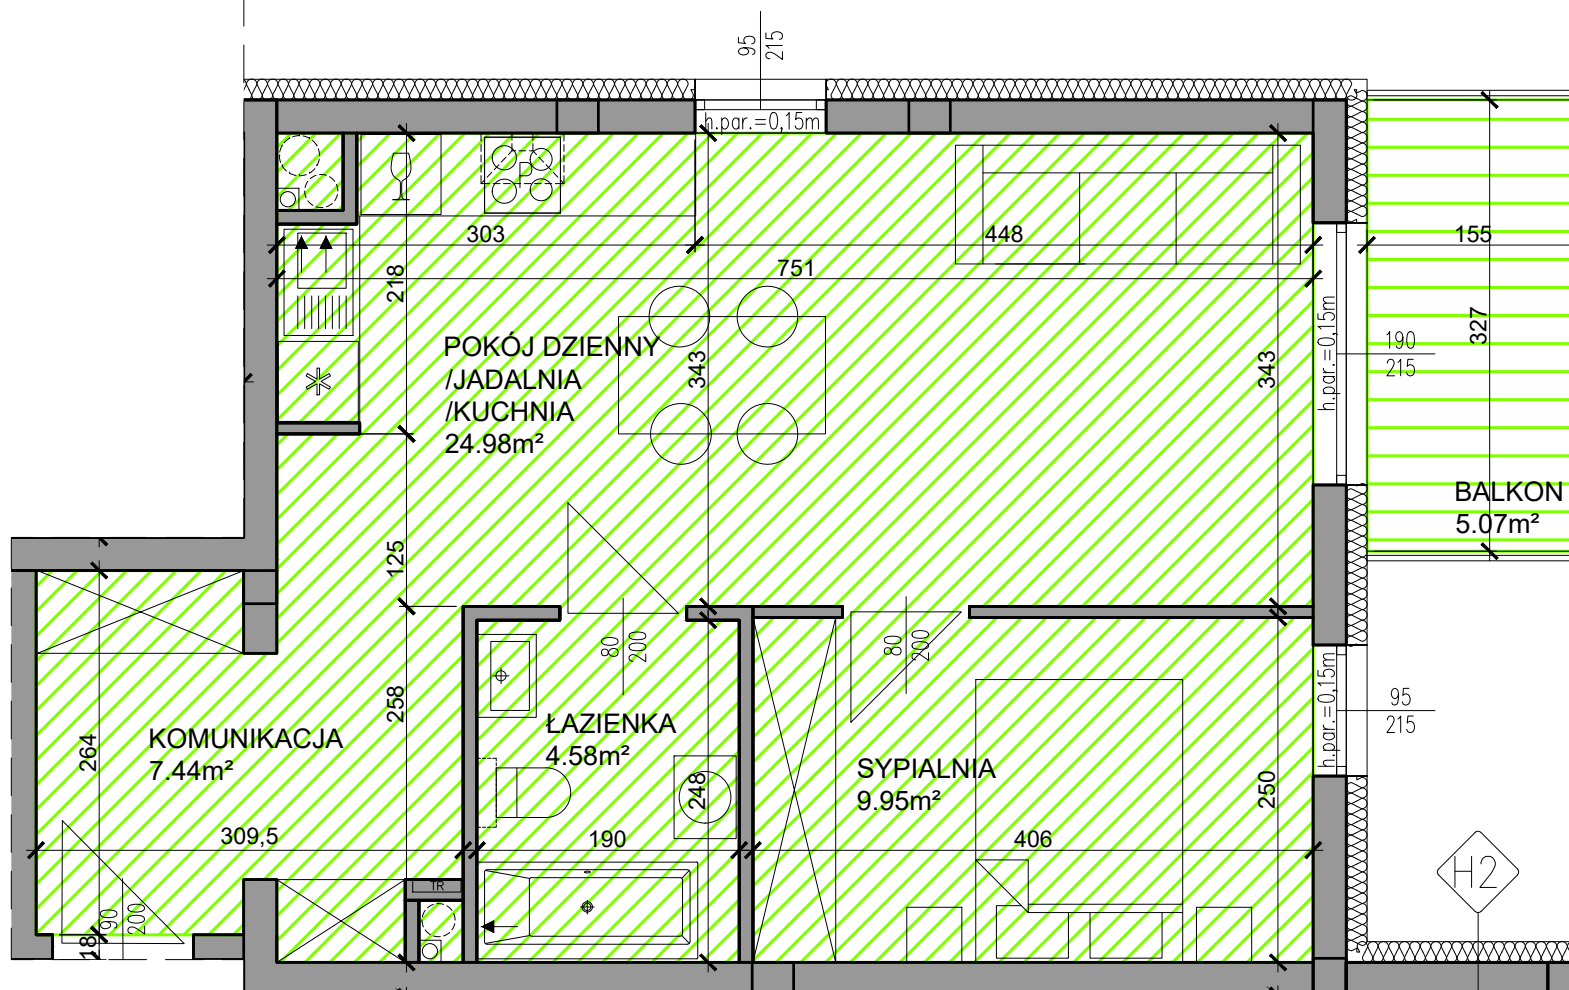 95
215
h.par.=0,15m
P
303
448
155
751
218
POKÓJ DZIENNY
/JADALNIA
/KUCHNIA
24.98m²
343
343
h.par.=0,15m
190
215
327
BALKON
5.07m²
125
80
200
80
200
258
264
KOMUNIKACJA
7.44m²
ŁAZIENKA
4.58m²
248
SYPIALNIA
9.95m²
250
h.par.=0,15m
95
215
309,5
190
406
H2
TR
90
200
18